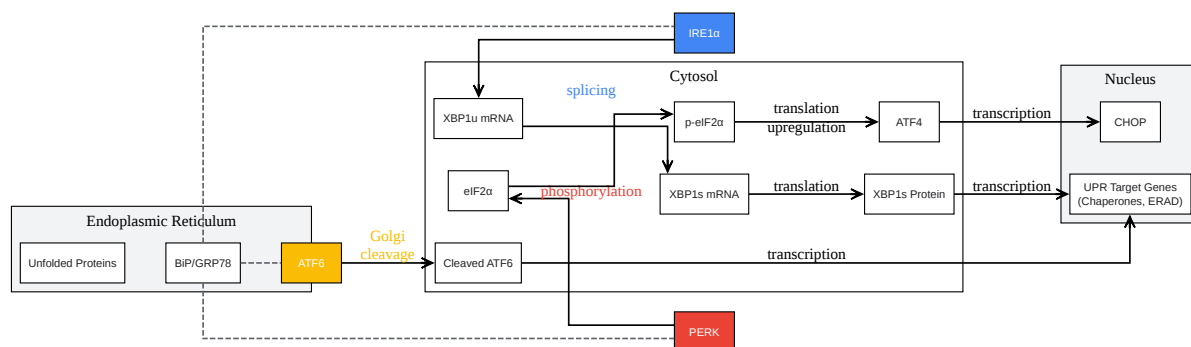 IRE1α
Cytosol
Nucleus
splicing
XBP1u mRNA
p-eIF2α
translation
upregulation
ATF4
transcription
CHOP
eIF2α
phosphorylation
XBP1s mRNA
translation
XBP1s Protein
transcription
UPR Target Genes
(Chaperones, ERAD)
Endoplasmic Reticulum
Unfolded Proteins
BiP/GRP78
ATF6
Golgi
cleavage
Cleaved ATF6
transcription
PERK